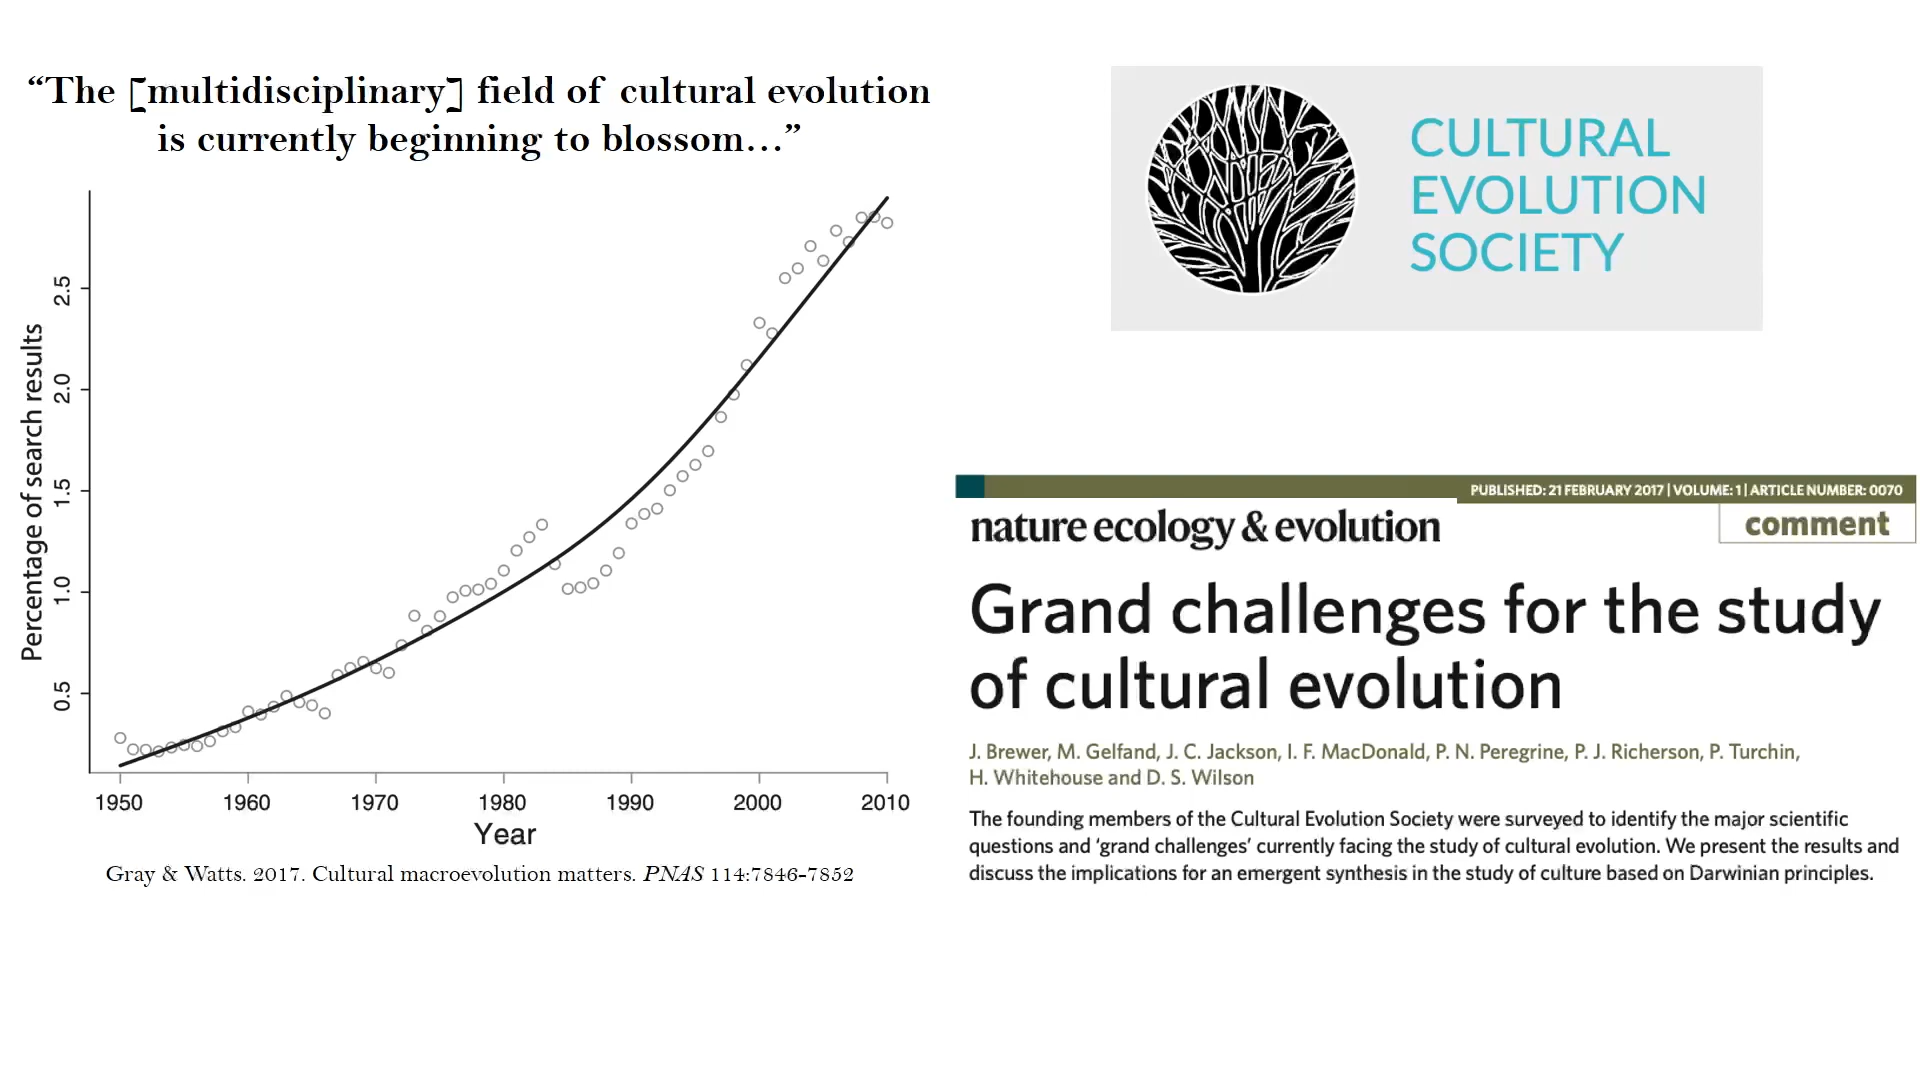 “The [multidisciplinary] field of cultural evolution
is currently beginning to blossom…”
Percentage of search results
2.5
2.0
1.5
1.0
0.5
1950 1960 1970 1980 1990 2000 2010
Year
Gray & Watts. 2017. Cultural macroevolution matters. PNAS 114:7846-7852
CULTURAL
EVOLUTION
SOCIETY
PUBLISHED: 21 FEBRUARY 2017 | VOLUME: 1 | ARTICLE NUMBER: 0070
nature ecology & evolution
comment
Grand challenges for the study
of cultural evolution
J. Brewer, M. Gelfand, J. C. Jackson, I. F. MacDonald, P. N. Peregrine, P. J. Richerson, P. Turchin,
H. Whitehouse and D. S. Wilson
The founding members of the Cultural Evolution Society were surveyed to identify the major scientific
questions and ‘grand challenges’ currently facing the study of cultural evolution. We present the results and
discuss the implications for an emergent synthesis in the study of culture based on Darwinian principles.